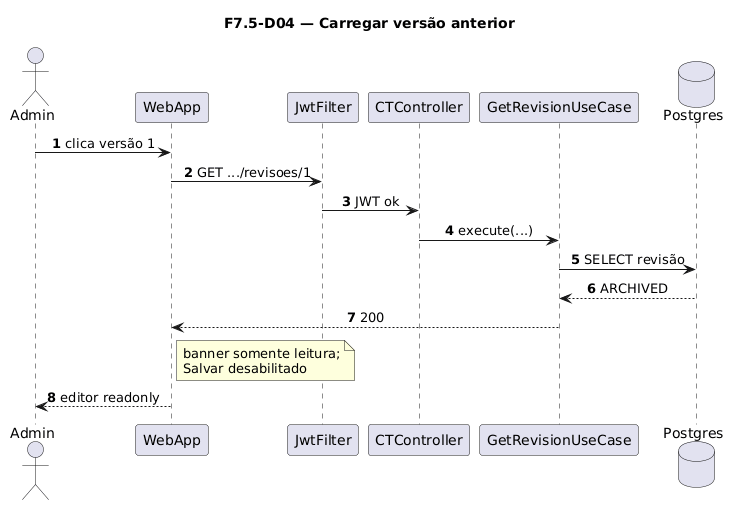 F7.5-D04 — Carregar versão anterior
Admin
WebApp
JwtFilter
CTController
GetRevisionUseCase
Postgres
1 clica versão 1
2 GET .../revisoes/1
3 JWT ok
4 execute(...)
5 SELECT revisão
6 ARCHIVED
7 200
banner somente leitura;
Salvar desabilitado
8 editor readonly
Admin
WebApp
JwtFilter
CTController
GetRevisionUseCase
Postgres